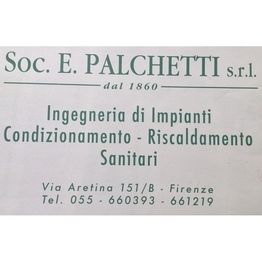 Soc. E. PALCHETTI s.r.l.
dal 1860
Ingegneria di Impianti
Condizionamento - Riscaldamento
Sanitari
Via Aretina 151/B - Firenze
Tel. 055 - 660393 - 661219